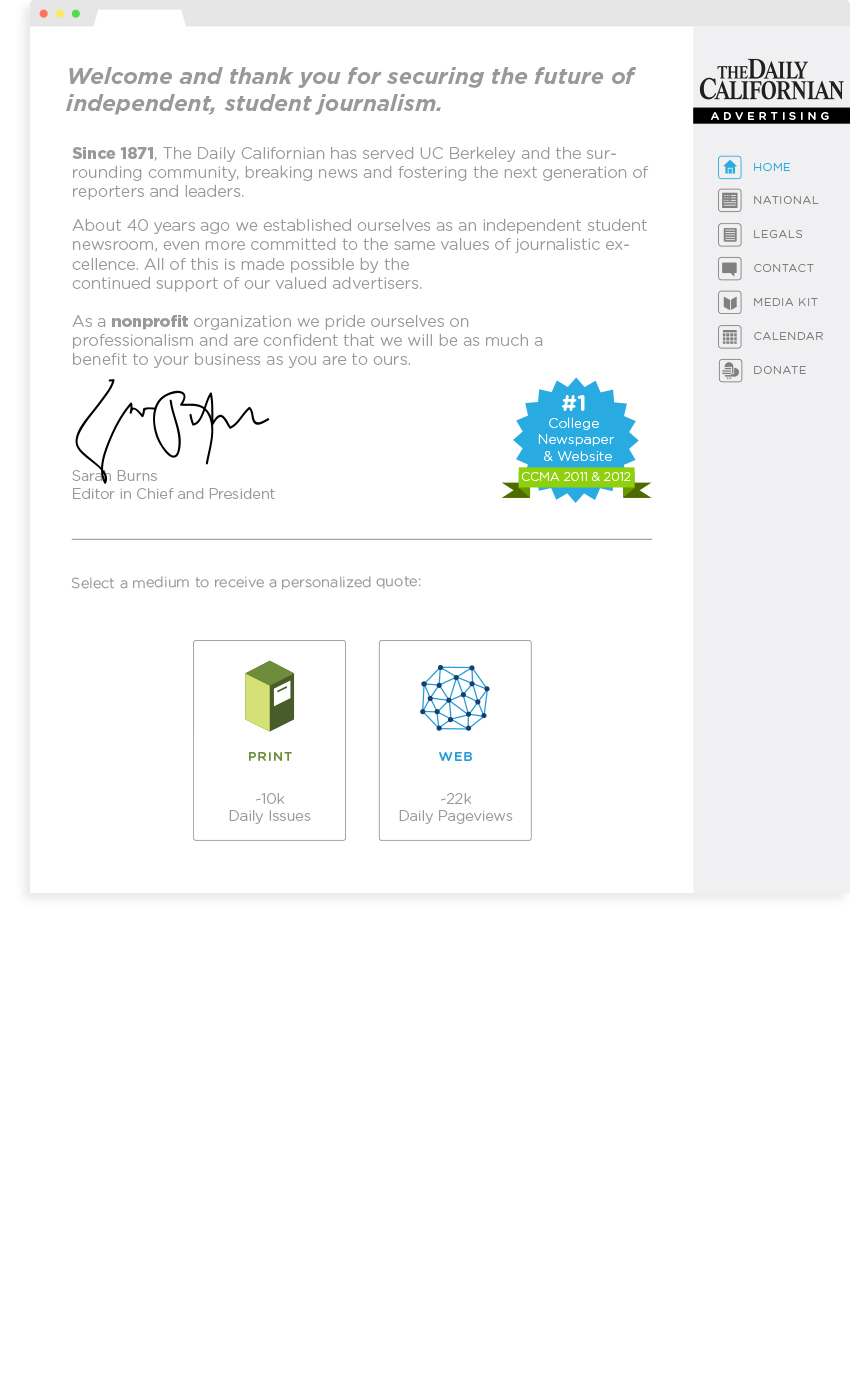 Welcome and thank you for securing the future of
independent, student journalism.
Since 1871, The Daily Californian has served UC Berkeley and the sur-
rounding community, breaking news and fostering the next generation of
reporters and leaders.
About 40 years ago we established ourselves as an independent student
newsroom, even more committed to the same values of journalistic ex-
cellence. All of this is made possible by the
continued support of our valued advertisers.
As a nonprofit organization we pride ourselves on
professionalism and are confident that we will be as much a
benefit to your business as you are to ours.
Sarah Burns
Editor in Chief and President
#1
College
Newspaper
& Website
CCMA 2011 & 2012
Select a medium to receive a personalized quote:
PRINT
~10k
Daily Issues
WEB
~22k
Daily Pageviews
THE DAILY
CALIFORNIAN
ADVERTISING
HOME
NATIONAL
LEGALS
CONTACT
MEDIA KIT
CALENDAR
DONATE